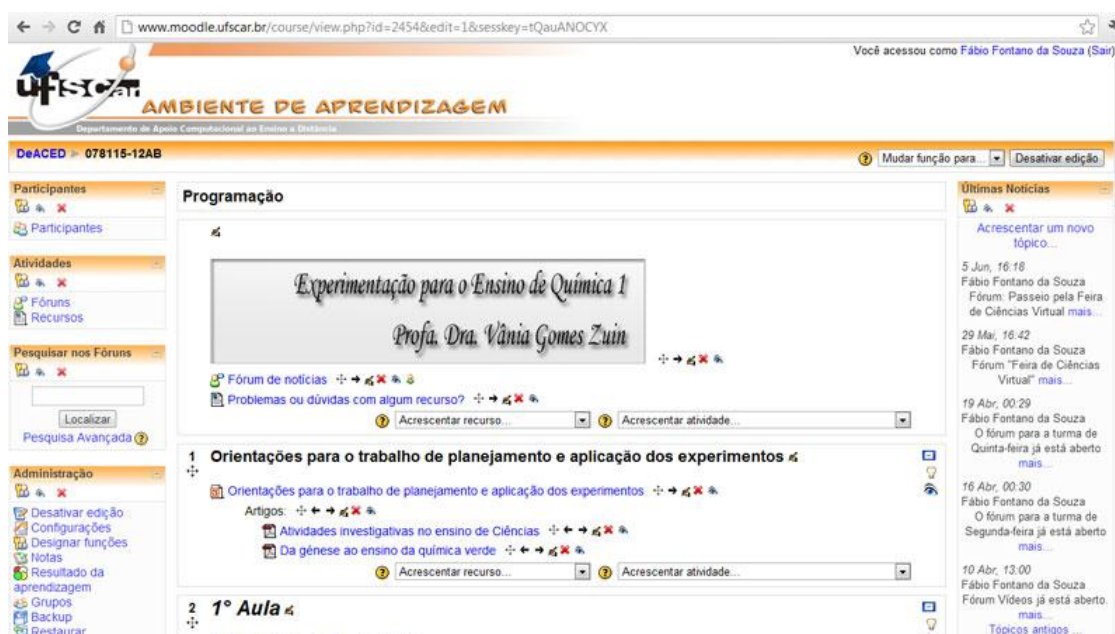 www.moodle.ufscar.br/course/view.php?id=2454&edit=1&sesskey=tQauANOCYX
Você acessou como Fábio Fontano da Souza (Sair)
ufscar
AMBIENTE DE APRENDIZAGEM
Departamento de Apoio Computacional ao Ensino a Distância
DeACED ► 078115-12AB
Mudar função para...
Desativar edição
Participantes
Participantes
Atividades
Fóruns
Recursos
Pesquisar nos Fóruns
Localizar
Pesquisa Avançada
Administração
Desativar edição
Configurações
Designar funções
Notas
Resultado da
aprendizagem
Grupos
Backup
Restaurar
Programação
Experimentação para o Ensino de Química 1
Profa. Dra. Vânia Gomes Zuin
Fórum de notícias
Problemas ou dúvidas com algum recurso?
Acrescentar recurso...
Acrescentar atividade...
1 Orientações para o trabalho de planejamento e aplicação dos experimentos
Orientações para o trabalho de planejamento e aplicação dos experimentos
Artigos:
Atividades investigativas no ensino de Ciências
Da génese ao ensino da química verde
Acrescentar recurso...
Acrescentar atividade...
2 1° Aula
Últimas Notícias
Acrescentar um novo
tópico...
5 Jun, 16:18
Fábio Fontano da Souza
Fórum: Passeio pela Feira
de Ciências Virtual mais...
29 Mai, 16:42
Fábio Fontano da Souza
Fórum "Feira de Ciências
Virtual" mais...
19 Abr, 00:29
Fábio Fontano da Souza
O fórum para a turma de
Quinta-feira já está aberto
mais...
16 Abr, 00:30
Fábio Fontano da Souza
O fórum para a turma de
Segunda-feira já está aberto
mais...
10 Abr, 13:00
Fábio Fontano da Souza
Fórum Vídeos já está aberto.
mais...
Tópicos antigos ...